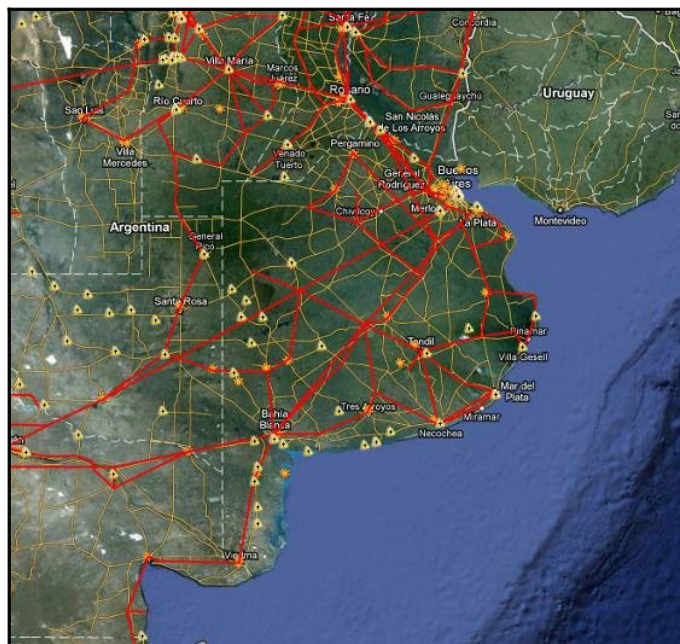 Santa Fé
Concordia
Villa María
Marcos
Juárez
Rosario
Gualeguaychú
Uruguay
San Luis
Río Cuarto
San Nicolás
de Los Arroyos
Villa
Mercedes
Venado
Tuerto
Pergamino
General
Rodríguez
Buenos
Aires
Chivilcoy
Merlo
La Plata
Montevideo
Argentina
General
Pico
Santa Rosa
Tandil
Pinamar
Villa Gesell
Mar del
Plata
Bahía
Blanca
Tres Arroyos
Miramar
Necochea
Viedma